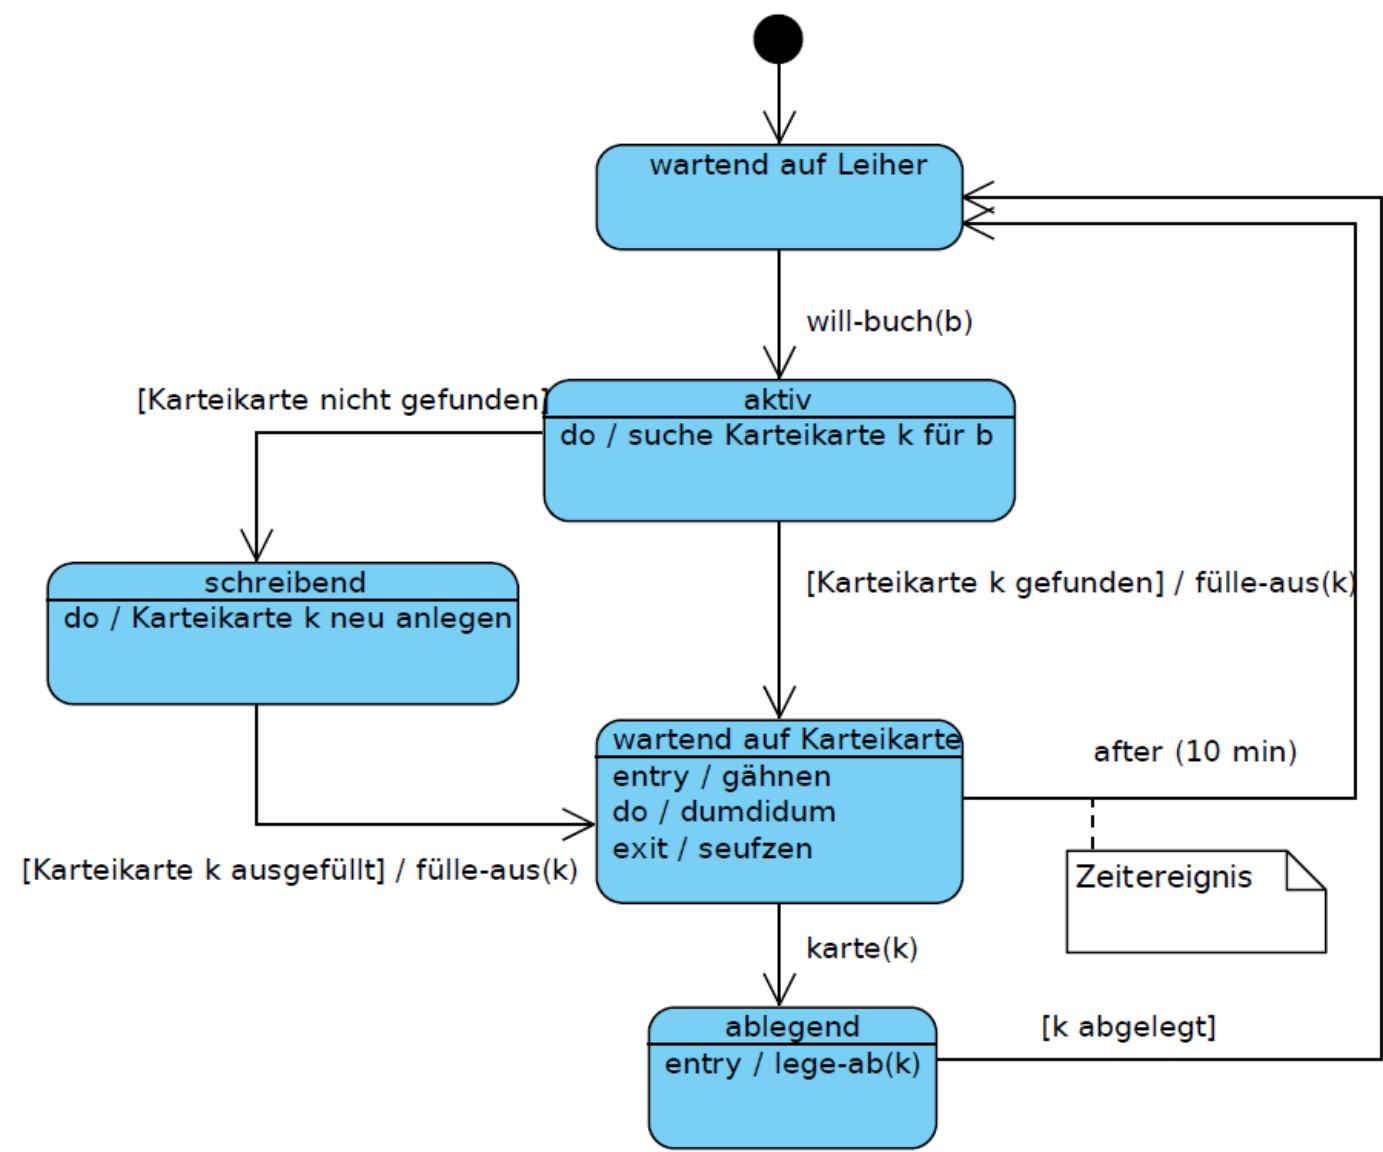 wartend auf Leiher
will-buch(b)
[Karteikarte nicht gefunden]
aktiv
do / suche Karteikarte k für b
schreibend
do / Karteikarte k neu anlegen
[Karteikarte k gefunden] / fülle-aus(k)
wartend auf Karteikarte
entry / gähnen
do / dumdidum
exit / seufzen
after (10 min)
[Karteikarte k ausgefüllt] / fülle-aus(k)
Zeitereignis
karte(k)
ablegend
entry / lege-ab(k)
[k abgelegt]